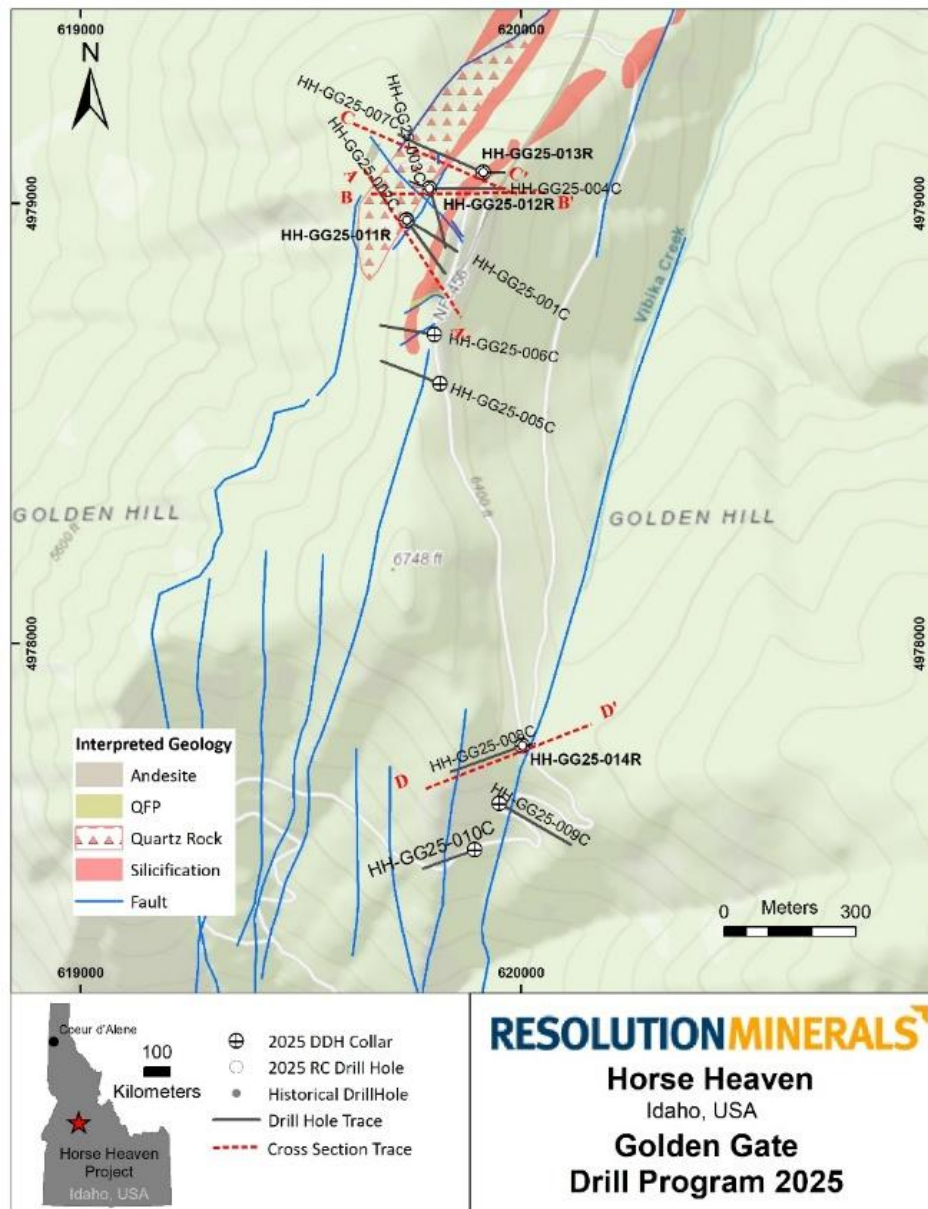 619000
620000
N
4979000
4979000
HH-GG25-007C
HH-GG25-003C
HH-GG25-002C
C
HH-GG25-013R
C'
HH-GG25-004C
A
B
B'
HH-GG25-012R
HH-GG25-011R
HH-GG25-001C
Vibika Creek
HH-GG25-006C
HH-GG25-005C
6400 ft
GOLDEN HILL
GOLDEN HILL
5600 ft
6748 ft
4978000
4978000
D'
HH-GG25-008C
HH-GG25-014R
D
HH-GG25-009C
HH-GG25-010C
Interpreted Geology
Andesite
QFP
Quartz Rock
Silicification
Fault
0 Meters 300
619000
620000
Coeur d'Alene
100
Kilometers
Horse Heaven
Project
Idaho, USA
2025 DDH Collar
2025 RC Drill Hole
Historical DrillHole
Drill Hole Trace
Cross Section Trace
RESOLUTION MINERALS
Horse Heaven
Idaho, USA
Golden Gate
Drill Program 2025